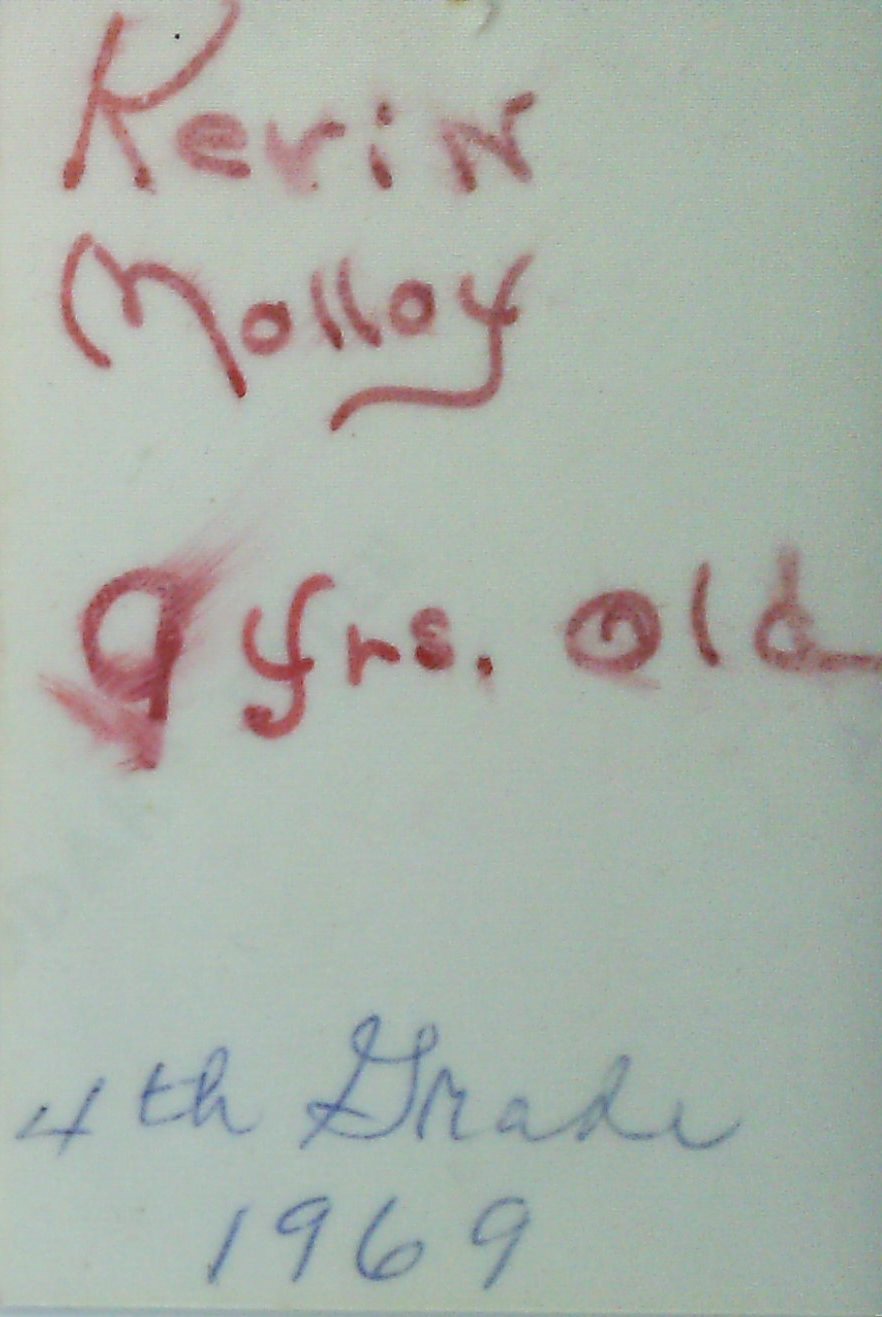 Kevin
Molloy
9 yrs. old
4th Grade
1969